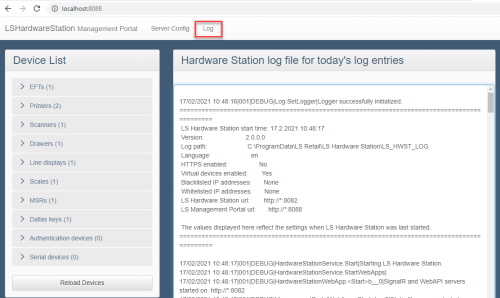 localhost:8088
LSHardwareStation Management Portal
Server Config
Log
Device List
EFTs (1)
Printers (2)
Scanners (1)
Drawers (1)
Line displays (1)
Scales (1)
MSRs (1)
Dallas keys (1)
Authentication devices (0)
Serial devices (0)
Reload Devices
Hardware Station log file for today's log entries
17/02/2021 10:48:16|001|DEBUG|Log.SetLogger|Logger successfully initialized.
LS Hardware Station start time: 17.2.2021 10:48:17
Version: 2.0.0.0
Log path: C:\ProgramData\LS Retail\LS Hardware Station\LS_HWST_LOG
Language: en
HTTPS enabled: No
Virtual devices enabled: Yes
Blacklisted IP addresses: None
Whitelisted IP addresses: None
LS Hardware Station url: http://*:8082
LS Management Portal url: http://*:8088
The values displayed here reflect the settings when LS Hardware Station was last started.
17/02/2021 10:48:17|001|DEBUG|HardwareStationService.Start|Starting LS Hardware Station
17/02/2021 10:48:17|001|DEBUG|HardwareStationService.StartWebApps|
17/02/2021 10:48:17|001|DEBUG|HardwareStationWebApp.<Start>b__0|SignalR and WebAPI servers
started on: http://*:8082